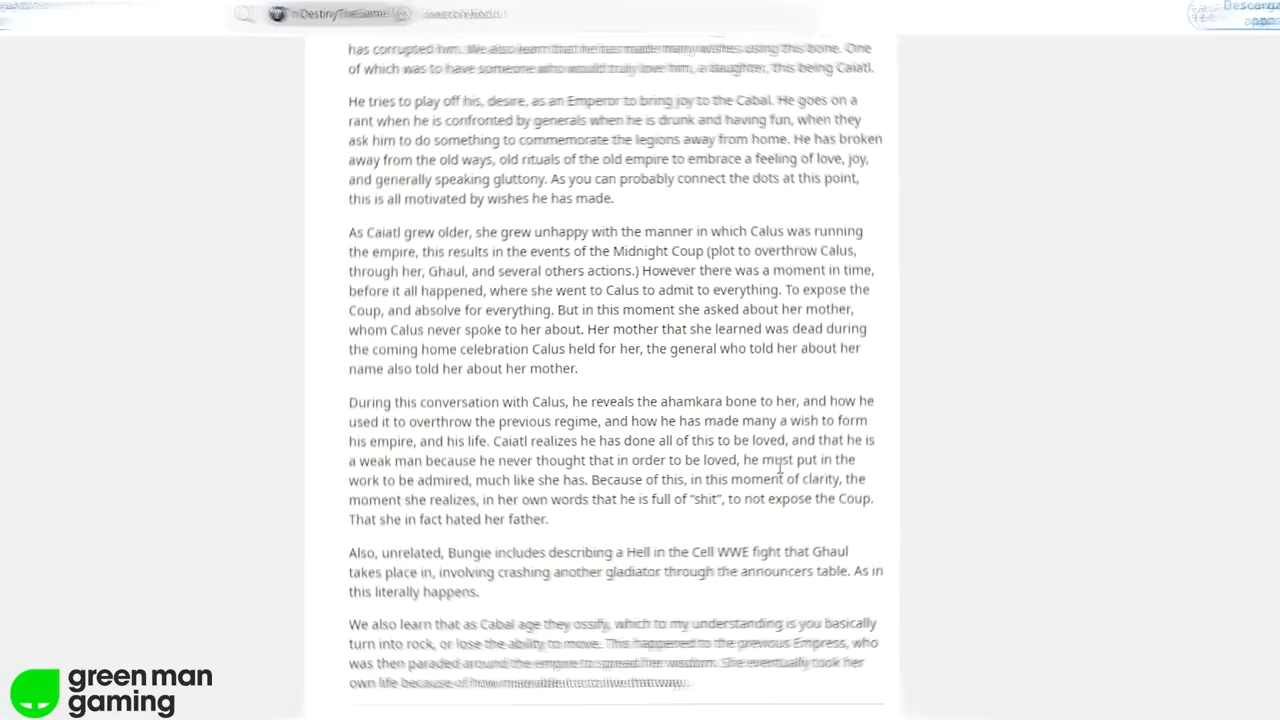 DestinyTheGame
Search Reddit
Descarga
app
has corrupted him. We also learn that he has made many wishes using this bone. One
of which was to have someone who would truly love him, a daughter, this being Caiatl.
He tries to play off his, desire, as an Emperor to bring joy to the Cabal. He goes on a
rant when he is confronted by generals when he is drunk and having fun, when they
ask him to do something to commemorate the legions away from home. He has broken
away from the old ways, old rituals of the old empire to embrace a feeling of love, joy,
and generally speaking gluttony. As you can probably connect the dots at this point,
this is all motivated by wishes he has made.
As Caiatl grew older, she grew unhappy with the manner in which Calus was running
the empire, this results in the events of the Midnight Coup (plot to overthrow Calus,
through her, Ghaul, and several others actions.) However there was a moment in time,
before it all happened, where she went to Calus to admit to everything. To expose the
Coup, and absolve for everything. But in this moment she asked about her mother,
whom Calus never spoke to her about. Her mother that she learned was dead during
the coming home celebration Calus held for her, the general who told her about her
name also told her about her mother.
During this conversation with Calus, he reveals the ahamkara bone to her, and how he
used it to overthrow the previous regime, and how he has made many a wish to form
his empire, and his life. Caiatl realizes he has done all of this to be loved, and that he is
a weak man because he never thought that in order to be loved, he must put in the
work to be admired, much like she has. Because of this, in this moment of clarity, the
moment she realizes, in her own words that he is full of “shit”, to not expose the Coup.
That she in fact hated her father.
Also, unrelated, Bungie includes describing a Hell in the Cell WWE fight that Ghaul
takes place in, involving crashing another gladiator through the announcers table. As in
this literally happens.
We also learn that as Cabal age they ossify, which to my understanding is you basically
turn into rock, or lose the ability to move. This happened to the previous Empress, who
was then paraded around the empire to spread her wisdom. She eventually took her
own life because of how miserable it is to live that way.
green man
gaming